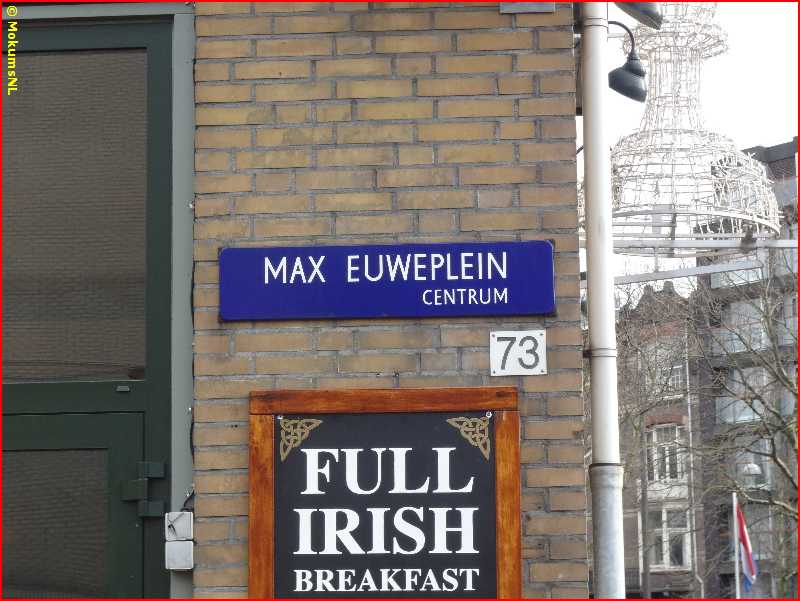 © MokumsNL
MAX EUWEPLEIN
CENTRUM
73
FULL
IRISH
BREAKFAST